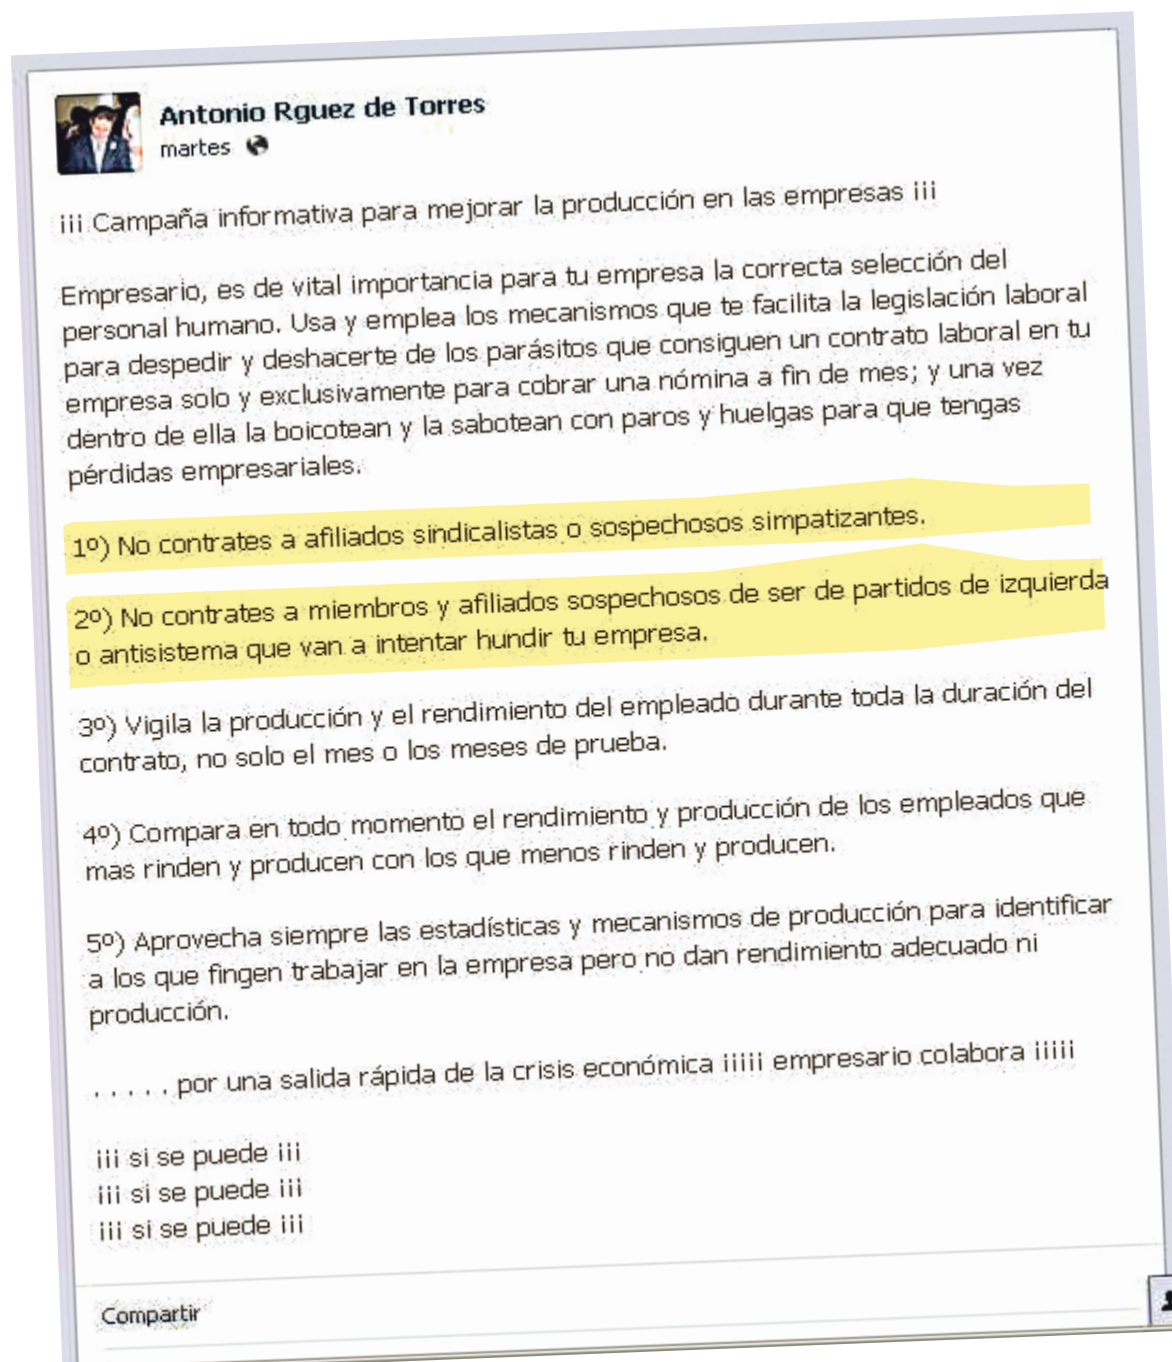 Antonio Rguez de Torres
martes
¡¡¡ Campaña informativa para mejorar la producción en las empresas ¡¡¡
Empresario, es de vital importancia para tu empresa la correcta selección del
personal humano. Usa y emplea los mecanismos que te facilita la legislación laboral
para despedir y deshacerte de los parásitos que consiguen un contrato laboral en tu
empresa solo y exclusivamente para cobrar una nómina a fin de mes; y una vez
dentro de ella la boicotean y la sabotean con paros y huelgas para que tengas
pérdidas empresariales.
1º) No contrates a afiliados sindicalistas o sospechosos simpatizantes.
2º) No contrates a miembros y afiliados sospechosos de ser de partidos de izquierda
o antisistema que van a intentar hundir tu empresa.
3º) Vigila la producción y el rendimiento del empleado durante toda la duración del
contrato, no solo el mes o los meses de prueba.
4º) Compara en todo momento el rendimiento y producción de los empleados que
mas rinden y producen con los que menos rinden y producen.
5º) Aprovecha siempre las estadísticas y mecanismos de producción para identificar
a los que fingen trabajar en la empresa pero no dan rendimiento adecuado ni
producción.
. . . . . por una salida rápida de la crisis económica ¡¡¡¡¡ empresario colabora ¡¡¡¡¡
¡¡¡ si se puede ¡¡¡
¡¡¡ si se puede ¡¡¡
¡¡¡ si se puede ¡¡¡
Compartir